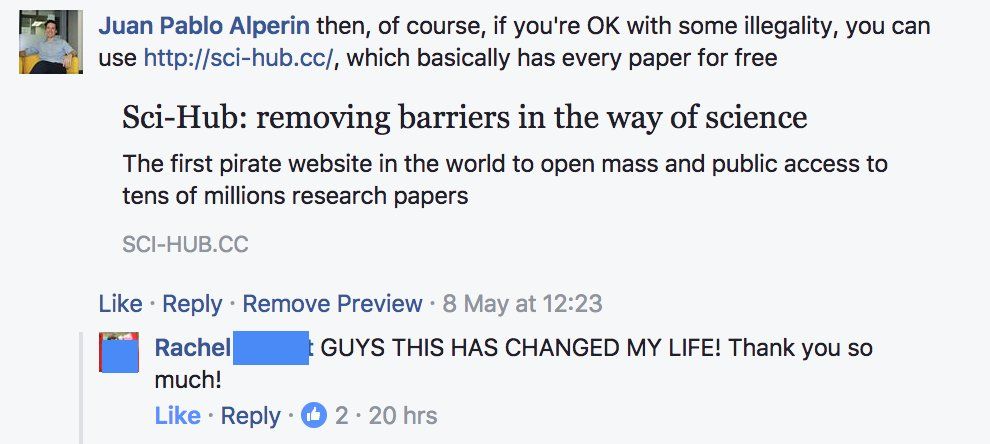 Juan Pablo Alperin then, of course, if you're OK with some illegality, you can
use http://sci-hub.cc/, which basically has every paper for free
Sci-Hub: removing barriers in the way of science
The first pirate website in the world to open mass and public access to
tens of millions research papers
SCI-HUB.CC
Like · Reply · Remove Preview · 8 May at 12:23
Rachel t GUYS THIS HAS CHANGED MY LIFE! Thank you so
much!
Like · Reply · 2 · 20 hrs